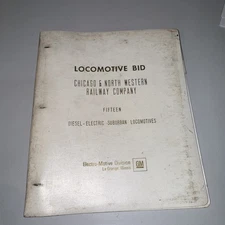 LOCOMOTIVE BID
CHICAGO & NORTH WESTERN
RAILWAY COMPANY
FIFTEEN
DIESEL-ELECTRIC SUBURBAN LOCOMOTIVES
Electro-Motive Division
GM